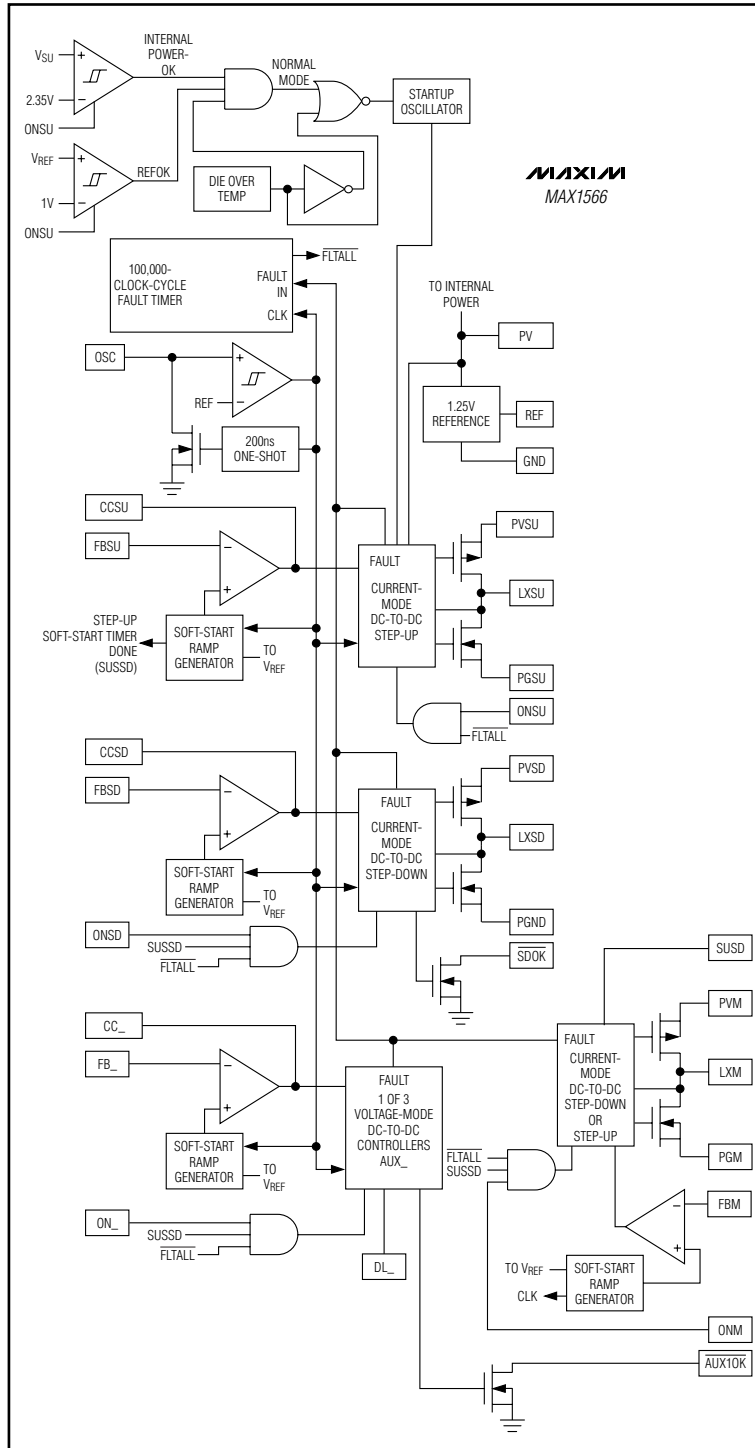 VSU
+
INTERNAL
POWER-
OK
NORMAL
MODE
STARTUP
OSCILLATOR
2.35V
−
ONSU
VREF
+
REFOK
1V
−
ONSU
DIE OVER
TEMP
MAXIM
MAX1566
100,000-
CLOCK-CYCLE
FAULT TIMER
FLTALL
FAULT
IN
CLK
TO INTERNAL
POWER
PV
OSC
+
REF
−
1.25V
REFERENCE
REF
GND
200ns
ONE-SHOT
CCSU
FBSU
−
+
FAULT
CURRENT-
MODE
DC-TO-DC
STEP-UP
PVSU
LXSU
PGSU
STEP-UP
SOFT-START TIMER
DONE
(SUSSD)
SOFT-START
RAMP
GENERATOR
TO
VREF
ONSU
FLTALL
CCSD
FBSD
−
+
FAULT
CURRENT-
MODE
DC-TO-DC
STEP-DOWN
PVSD
LXSD
PGND
SOFT-START
RAMP
GENERATOR
TO
VREF
ONSD
SUSSD
FLTALL
SDOK
SUSD
CC_
FB_
−
+
FAULT
1 OF 3
VOLTAGE-MODE
DC-TO-DC
CONTROLLERS
AUX_
FAULT
CURRENT-
MODE
DC-TO-DC
STEP-DOWN
OR
STEP-UP
PVM
LXM
PGM
SOFT-START
RAMP
GENERATOR
TO
VREF
FLTALL
SUSSD
ON_
SUSSD
FLTALL
DL_
−
+
FBM
TO VREF
CLK
SOFT-START
RAMP
GENERATOR
ONM
AUX1OK